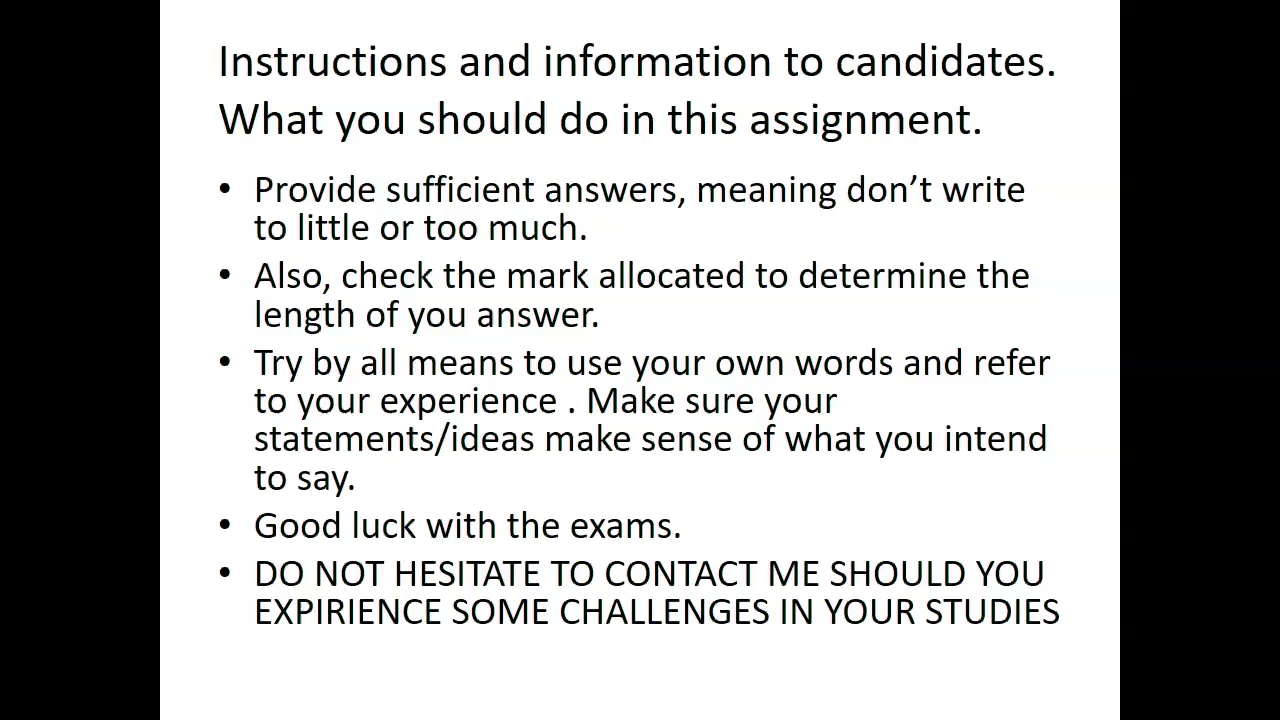 Instructions and information to candidates.
What you should do in this assignment.
• Provide sufficient answers, meaning don’t write
to little or too much.
• Also, check the mark allocated to determine the
length of you answer.
• Try by all means to use your own words and refer
to your experience . Make sure your
statements/ideas make sense of what you intend
to say.
• Good luck with the exams.
• DO NOT HESITATE TO CONTACT ME SHOULD YOU
EXPIRIENCE SOME CHALLENGES IN YOUR STUDIES